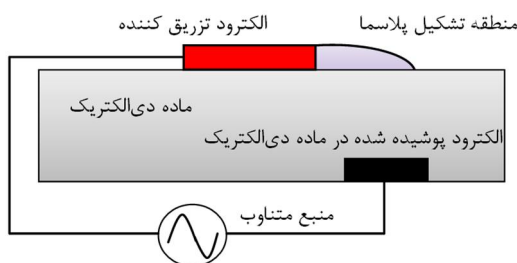 منطقه تشکیل پلاسما
الکترود تزریق کننده
ماده دی‌الکتریک
الکترود پوشیده شده در ماده دی‌الکتریک
منبع متناوب